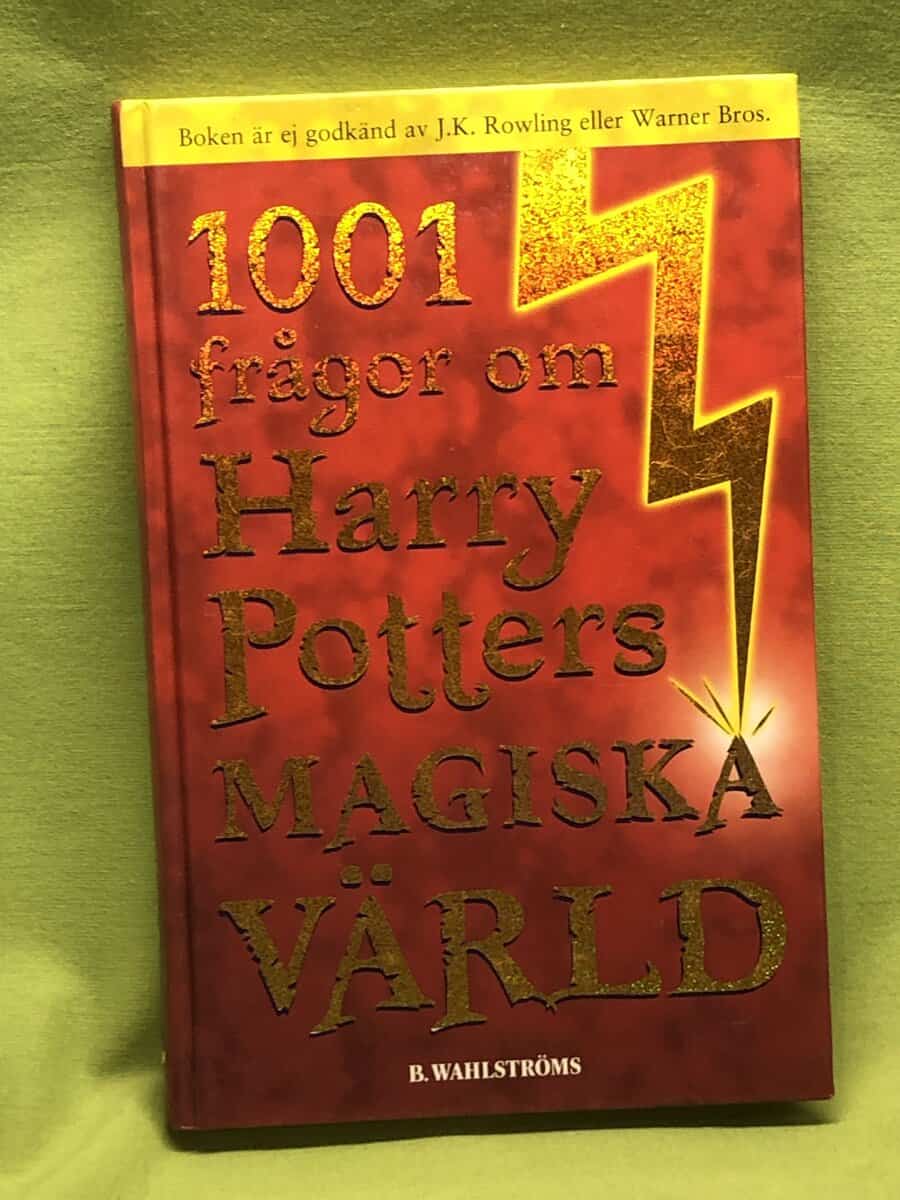 Boken är ej godkänd av J.K. Rowling eller Warner Bros.
1001
frågor om
Harry
Potters
MAGISKA
VÄRLD
B. WAHLSTRÖMS